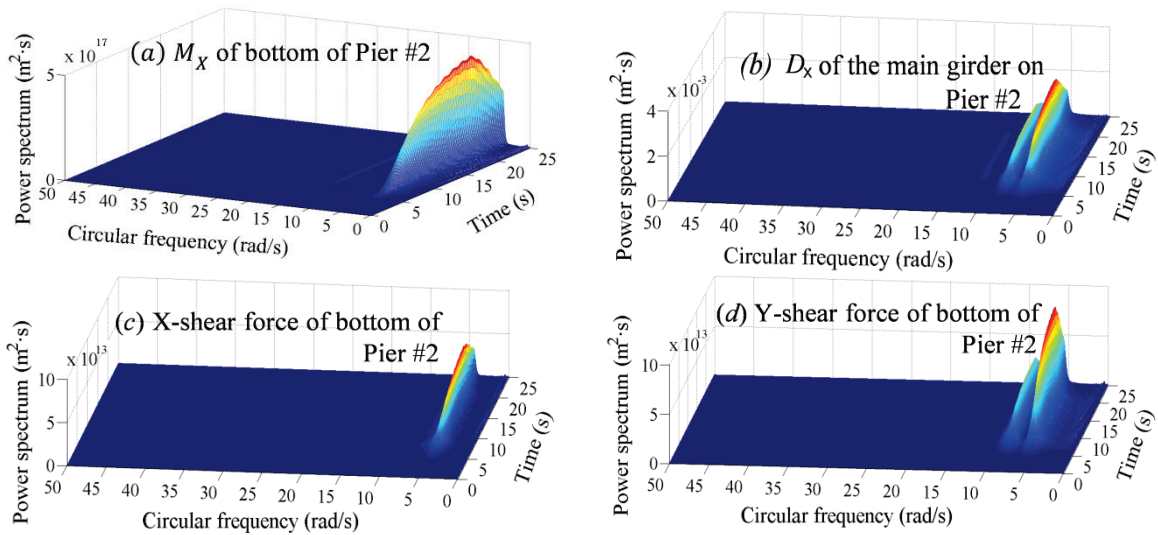 (a) M_X of bottom of Pier #2
x 10^17
Power spectrum (m²·s)
5
0
50 45 40 35 30 25 20 15 10 5 0
Circular frequency (rad/s)
0 5 10 15 20 25
Time (s)
(b) D_x of the main girder on
Pier #2
x 10^-3
Power spectrum (m²·s)
4
2
0
50 45 40 35 30 25 20 15 10 5 0
Circular frequency (rad/s)
0 5 10 15 20 25
Time (s)
(c) X-shear force of bottom of
Pier #2
x 10^13
Power spectrum (m²·s)
10
5
0
50 45 40 35 30 25 20 15 10 5 0
Circular frequency (rad/s)
0 5 10 15 20 25
Time (s)
(d) Y-shear force of bottom of
Pier #2
x 10^13
Power spectrum (m²·s)
10
5
0
50 45 40 35 30 25 20 15 10 5 0
Circular frequency (rad/s)
0 5 10 15 20 25
Time (s)